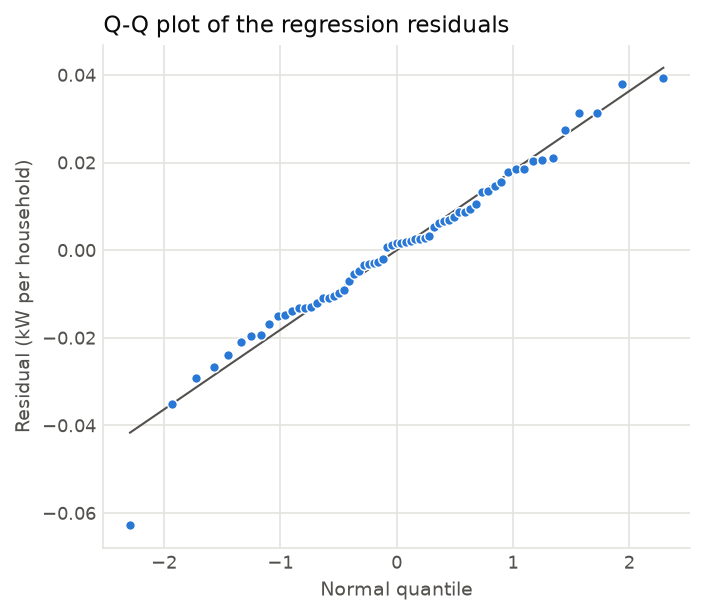 Q-Q plot of the regression residuals
Residual (kW per household)
0.04
0.02
0.00
−0.02
−0.04
−0.06
−2 −1 0 1 2
Normal quantile